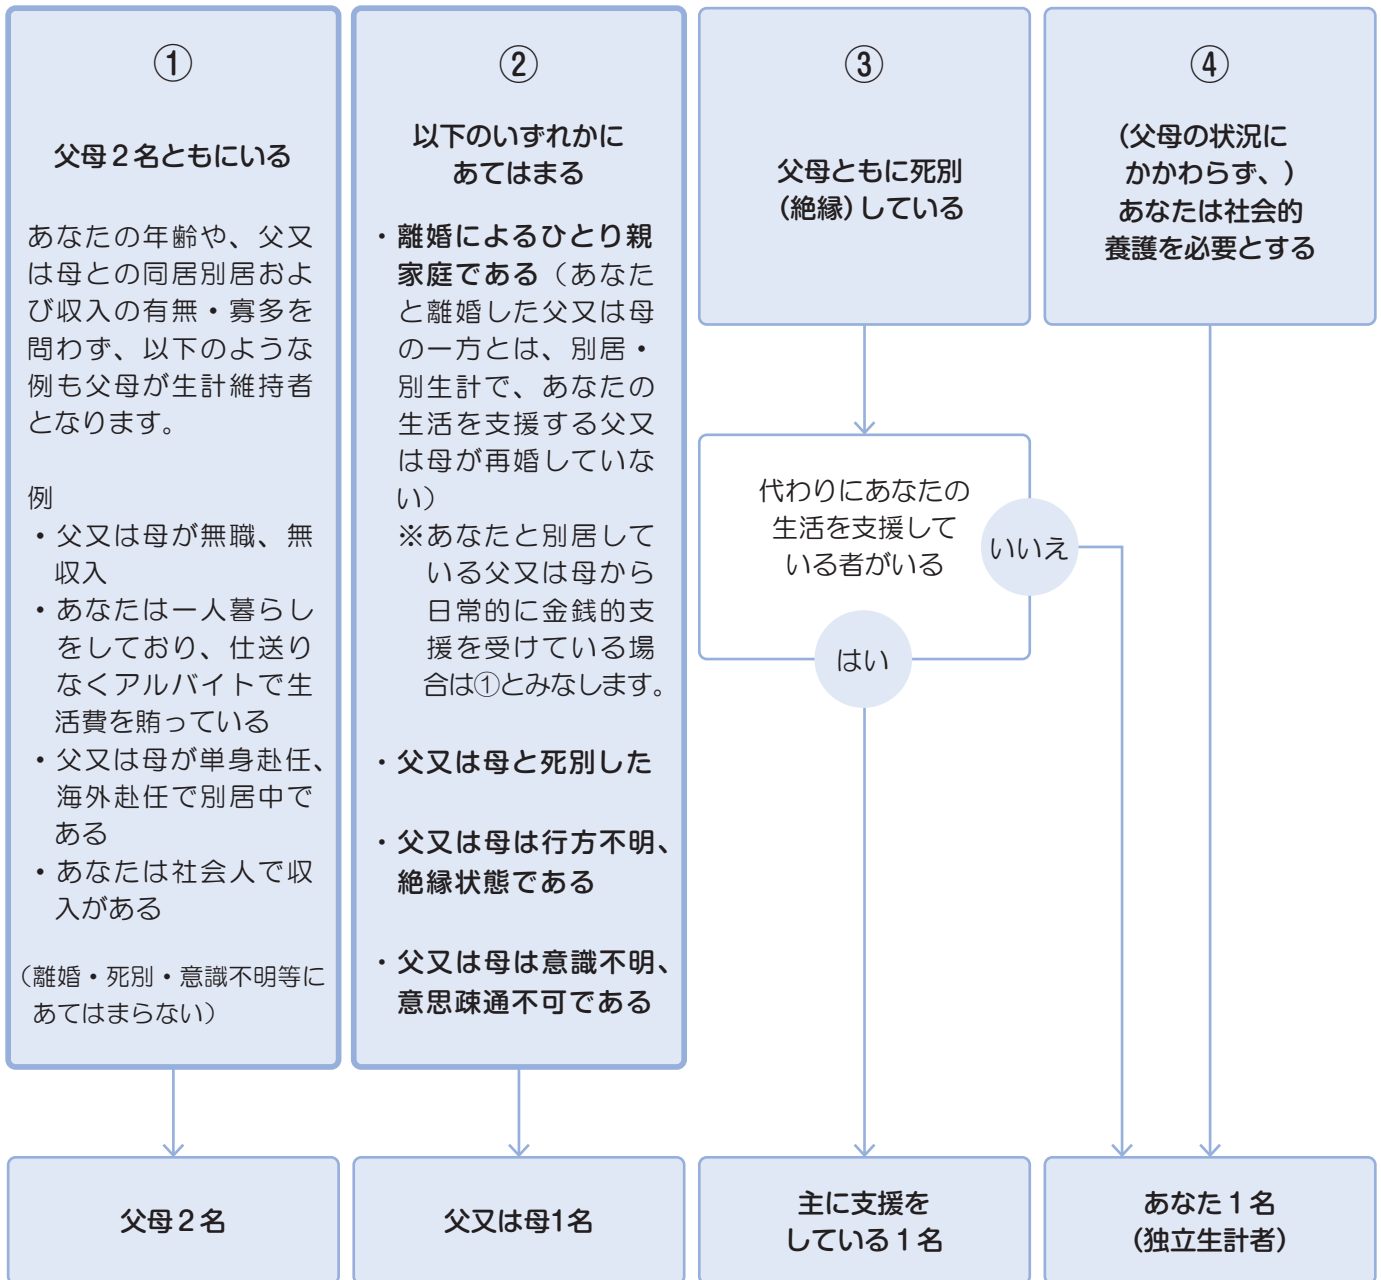 ①
父母２名ともにいる
あなたの年齢や、父又
は母との同居別居およ
び収入の有無・寡多を
問わず、以下のような
例も父母が生計維持者
となります。
例
・父又は母が無職、無
収入
・あなたは一人暮らし
をしており、仕送り
なくアルバイトで生
活費を賄っている
・父又は母が単身赴任、
海外赴任で別居中で
ある
・あなたは社会人で収
入がある
（離婚・死別・意識不明等に
あてはまらない）
父母２名
②
以下のいずれかに
あてはまる
・離婚によるひとり親
家庭である（あなた
と離婚した父又は母
の一方とは、別居・
別生計で、あなたの
生活を支援する父又
は母が再婚していな
い）
※あなたと別居して
いる父又は母から
日常的に金銭的支
援を受けている場
合は①とみなします。
・父又は母と死別した
・父又は母は行方不明、
絶縁状態である
・父又は母は意識不明、
意思疎通不可である
父又は母1名
③
父母ともに死別
（絶縁）している
代わりにあなたの
生活を支援して
いる者がいる
いいえ
はい
主に支援を
している１名
④
（父母の状況に
かかわらず、）
あなたは社会的
養護を必要とする
あなた１名
（独立生計者）